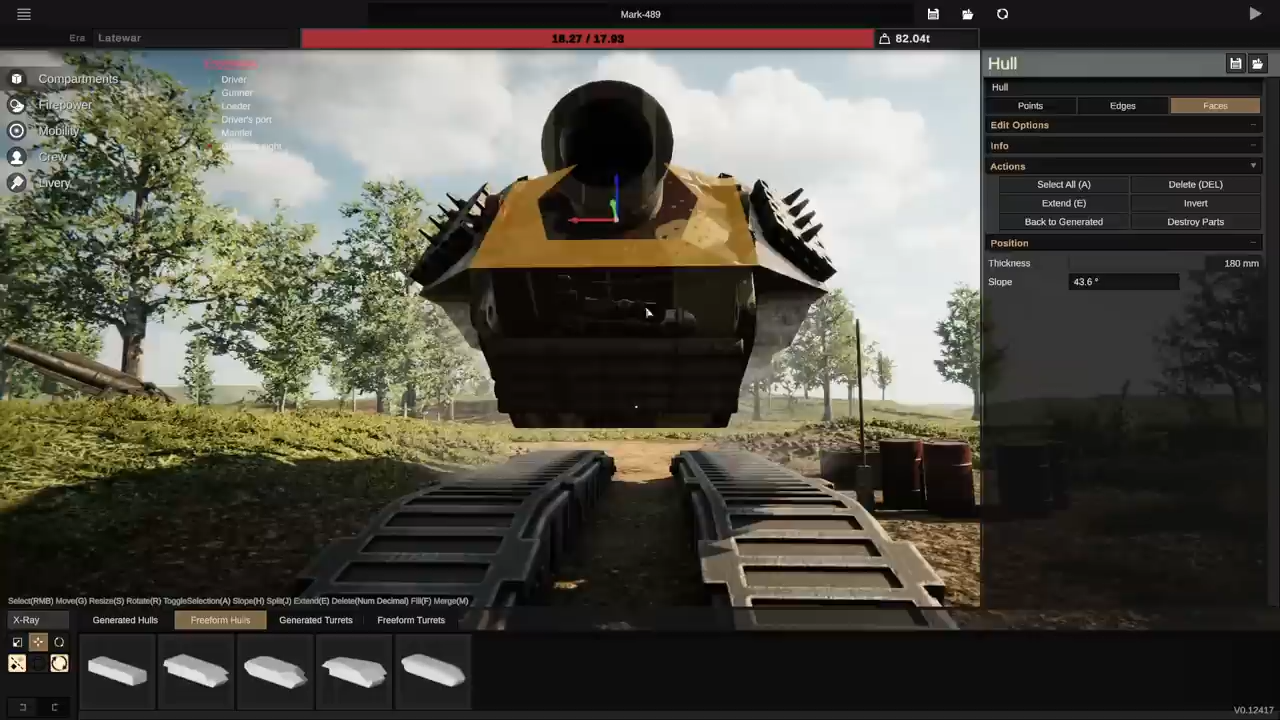 Mark-489
Era Latewar
18.27 / 17.93
82.04t
Compartments
Firepower
Mobility
Crew
Livery
Driver
Gunner
Loader
Driver's port
Mantlet
Hull
Hull
Points Edges Faces
Edit Options
Info
Actions
Select All (A) Delete (DEL)
Extend (E) Invert
Back to Generated Destroy Parts
Position
Thickness 180 mm
Slope 43.6 °
Select(RMB) Move(G) Resize(S) Rotate(R) ToggleSelection(A) Slope(H) Split(J) Extend(E) Delete(Num Decimal) Fill(F) Merge(M)
X-Ray Generated Hulls Freeform Hulls Generated Turrets Freeform Turrets
V0.12417